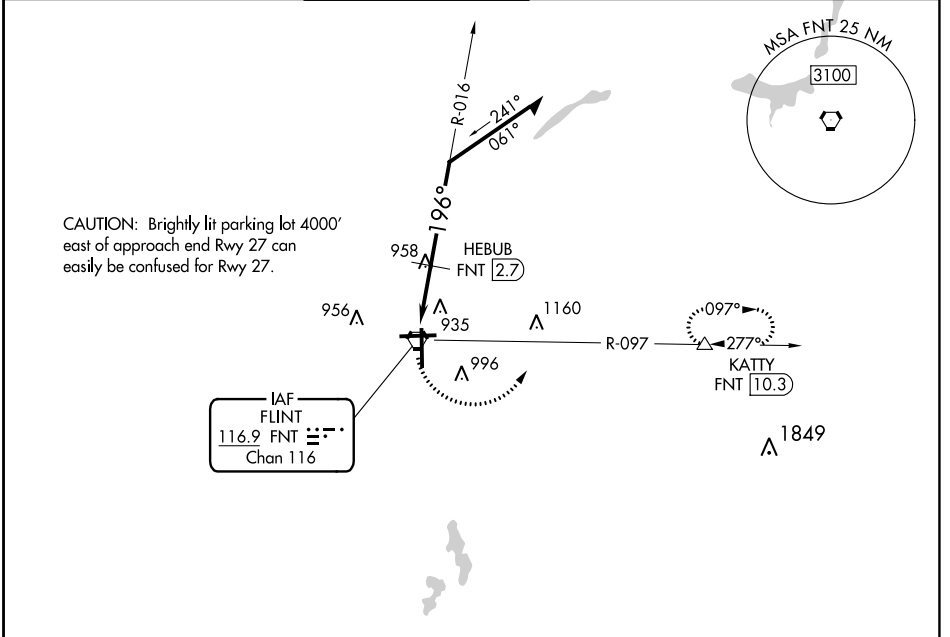 MSA FNT 25 NM
3100
R-016
241°
061°
196°
CAUTION: Brightly lit parking lot 4000'
east of approach end Rwy 27 can
easily be confused for Rwy 27.
958
HEBUB
FNT 2.7
956
935
1160
097°
R-097
277°
KATTY
FNT 10.3
996
IAF
FLINT
116.9 FNT
Chan 116
1849